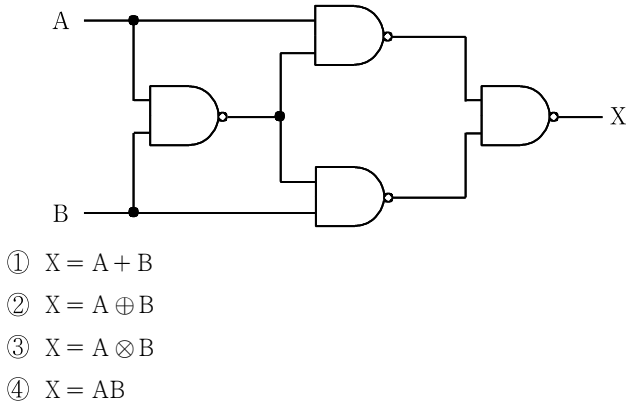 A
X
B
① X = A + B
② X = A ⊕ B
③ X = A ⊗ B
④ X = AB